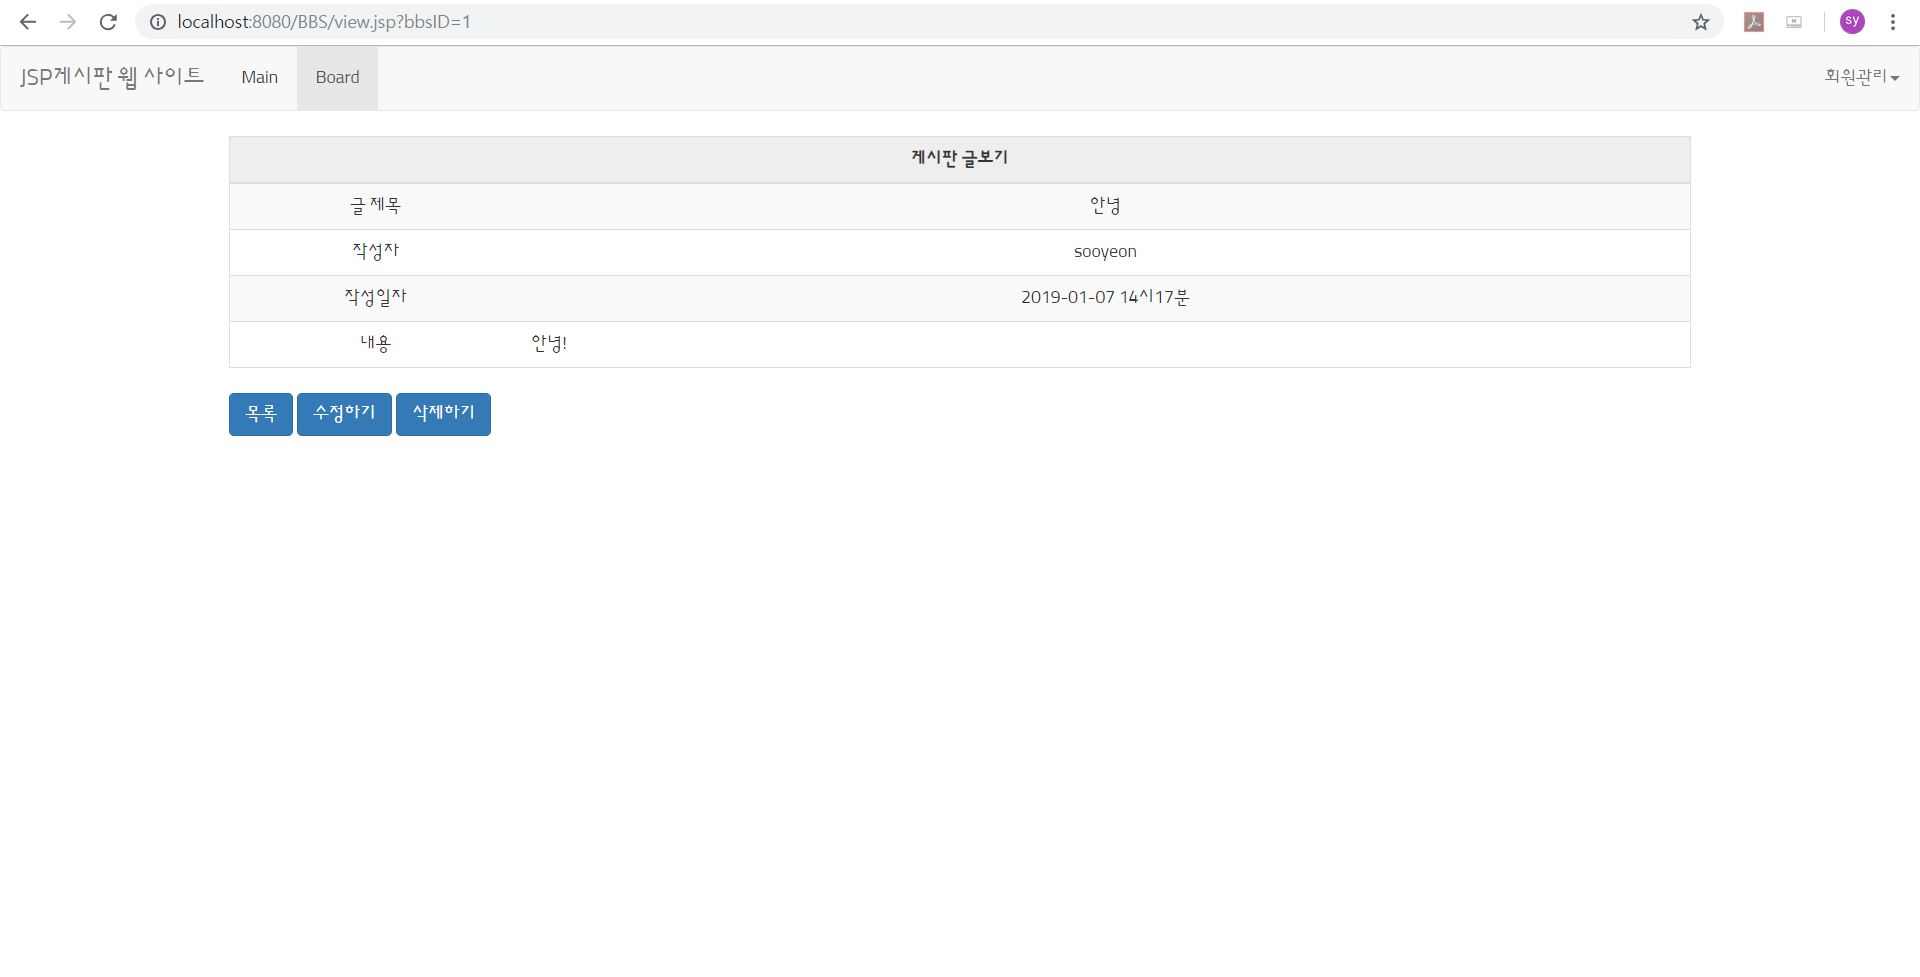 localhost:8080/BBS/view.jsp?bbsID=1
sy
JSP게시판 웹 사이트 Main Board 회원관리
게시판 글보기
글 제목 안녕
작성자 sooyeon
작성일자 2019-01-07 14시17분
내용 안녕!
목록 수정하기 삭제하기